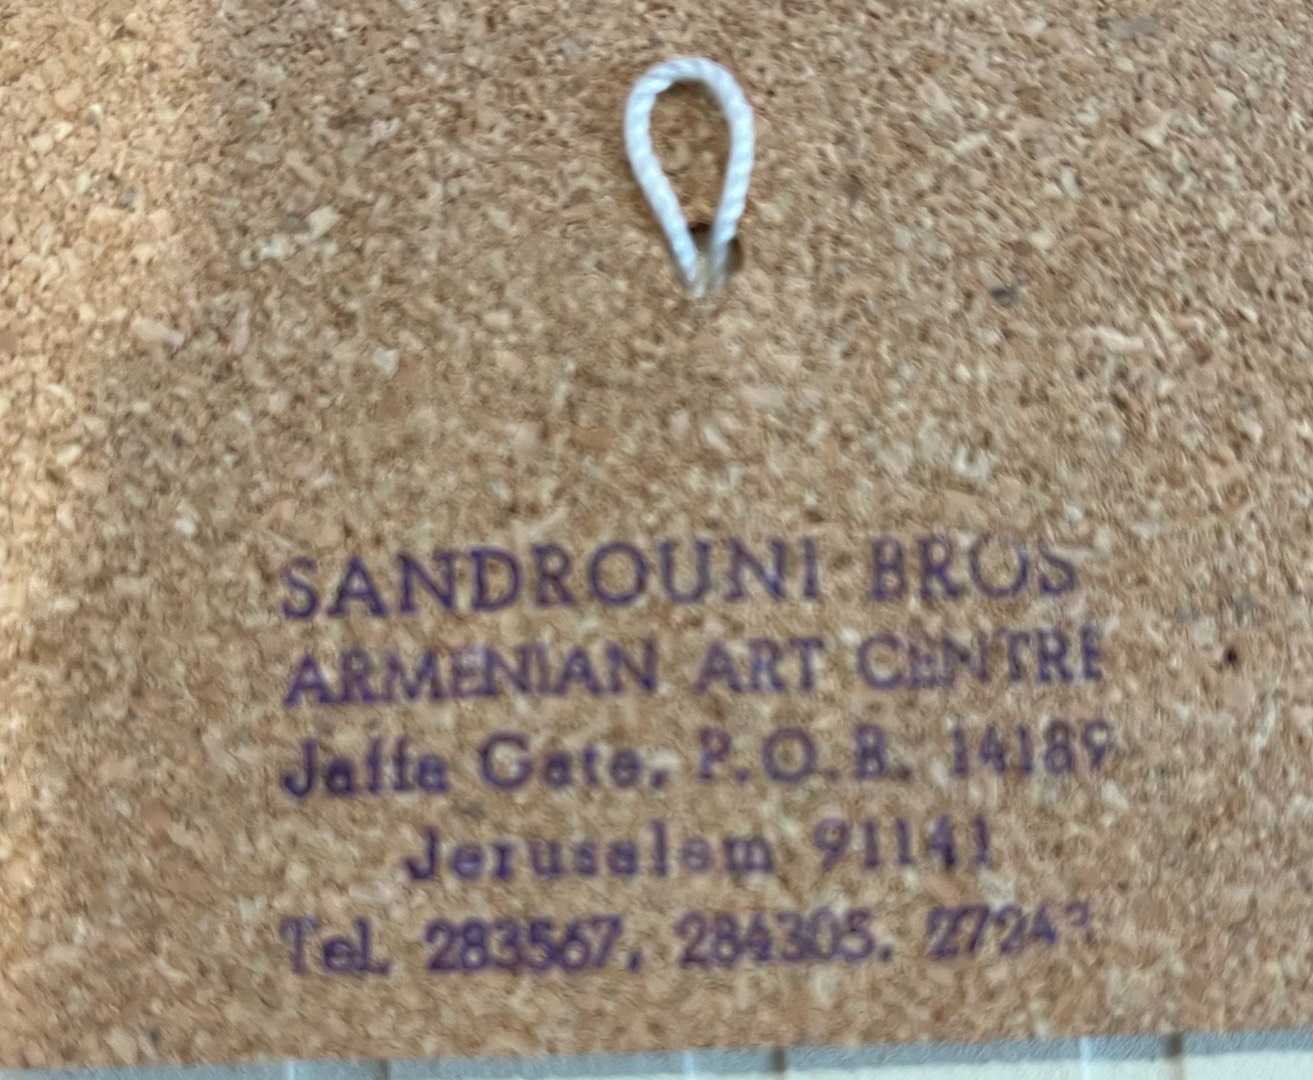 SANDROUNI BROS
ARMENIAN ART CENTRE
Jaffa Gate, P.O.B. 14189
Jerusalem 91141
Tel. 283567, 284305,